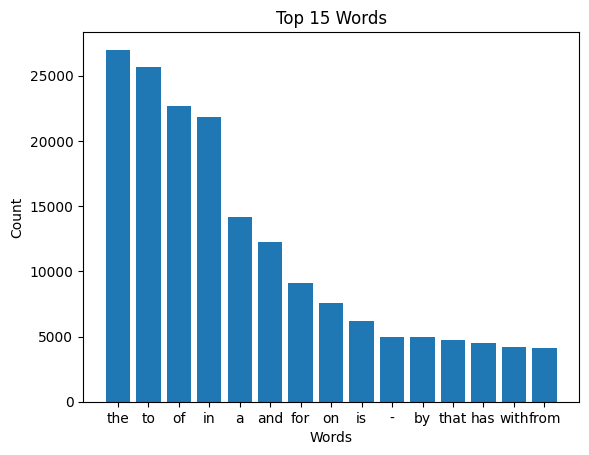 Top 15 Words
Count
25000
20000
15000
10000
5000
0
the to of in a and for on is - by that has with from
Words